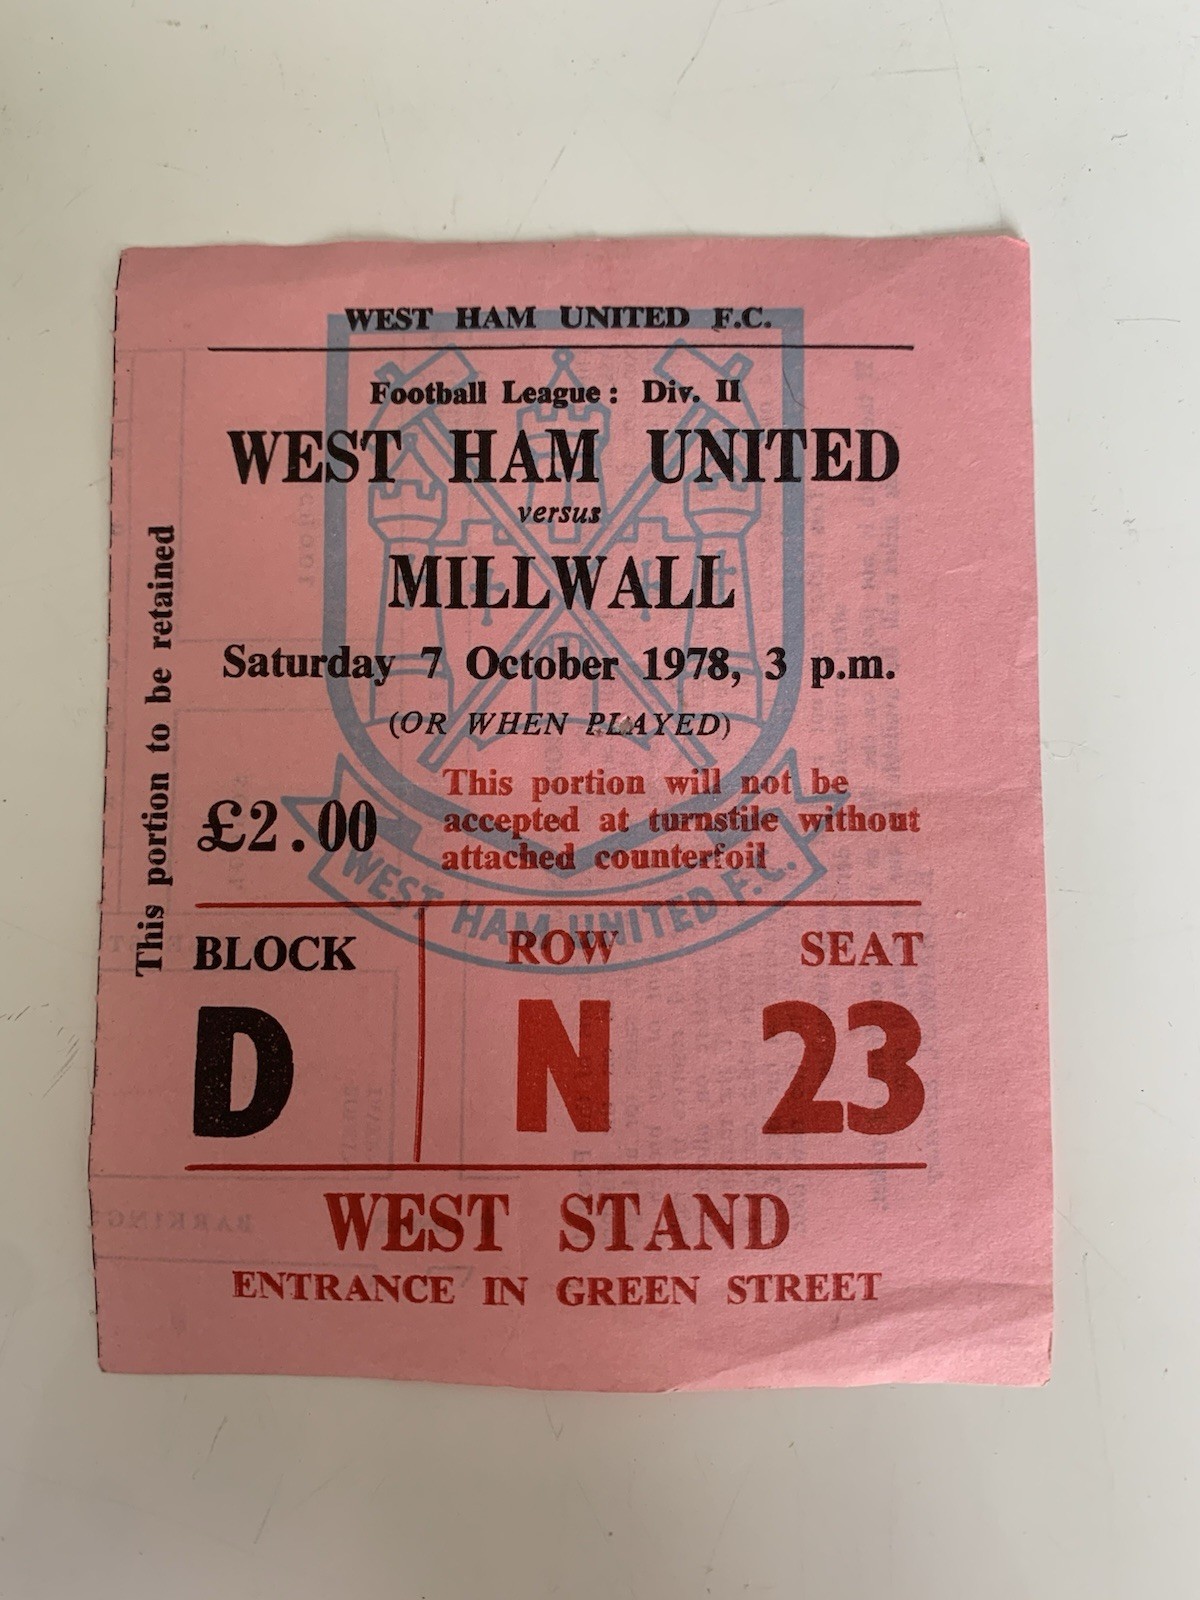 WEST HAM UNITED F.C.
Football League: Div. II
WEST HAM UNITED
versus
MILLWALL
Saturday 7 October 1978, 3 p.m.
(OR WHEN PLAYED)
£2.00
This portion will not be
accepted at turnstile without
attached counterfoil
WEST HAM UNITED F.C.
This portion to be retained
BLOCK ROW SEAT
D N 23
WEST STAND
ENTRANCE IN GREEN STREET